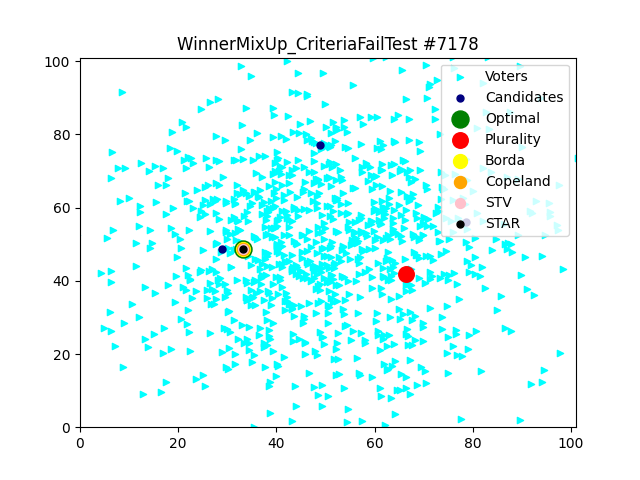 WinnerMixUp_CriteriaFailTest #7178
100
80
60
40
20
0
0
20
40
60
80
100
Voters
Candidates
Optimal
Plurality
Borda
Copeland
STV
STAR